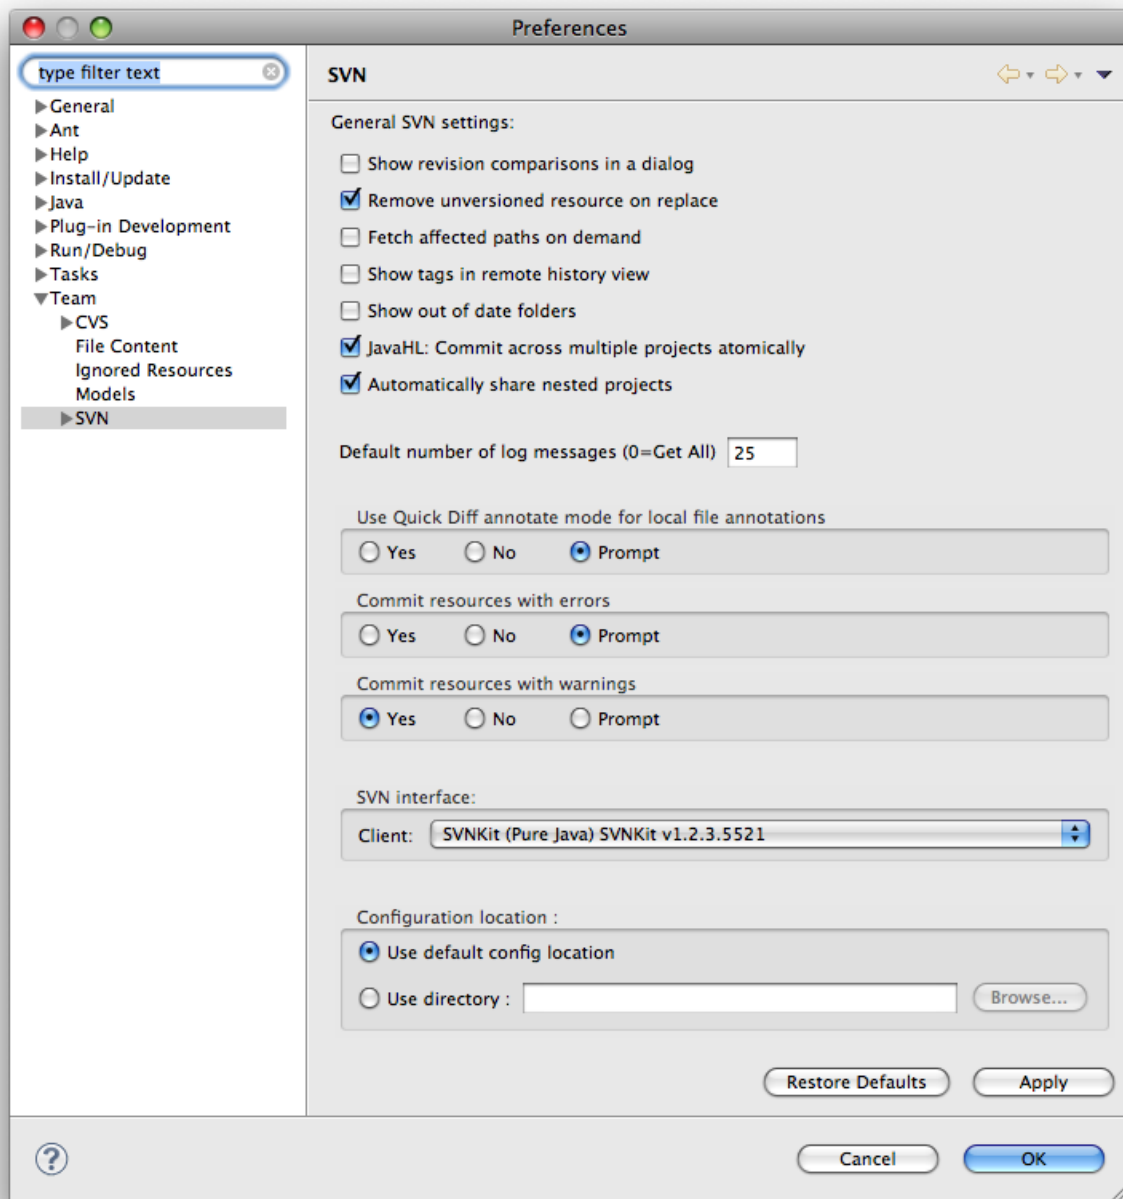 Preferences
type filter text
General
Ant
Help
Install/Update
Java
Plug-in Development
Run/Debug
Tasks
Team
CVS
File Content
Ignored Resources
Models
SVN
SVN
General SVN settings:
Show revision comparisons in a dialog
Remove unversioned resource on replace
Fetch affected paths on demand
Show tags in remote history view
Show out of date folders
JavaHL: Commit across multiple projects atomically
Automatically share nested projects
Default number of log messages (0=Get All) 25
Use Quick Diff annotate mode for local file annotations
Yes No Prompt
Commit resources with errors
Yes No Prompt
Commit resources with warnings
Yes No Prompt
SVN interface:
Client: SVNKit (Pure Java) SVNKit v1.2.3.5521
Configuration location :
Use default config location
Use directory : Browse...
Restore Defaults Apply
? Cancel OK